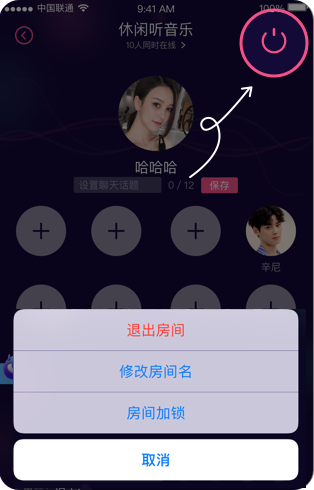 中国联通 9:41 AM 100%
休闲听音乐
10人同时在线 >
哈哈哈
设置聊天话题 0 / 12 保存
辛尼
退出房间
修改房间名
房间加锁
取消